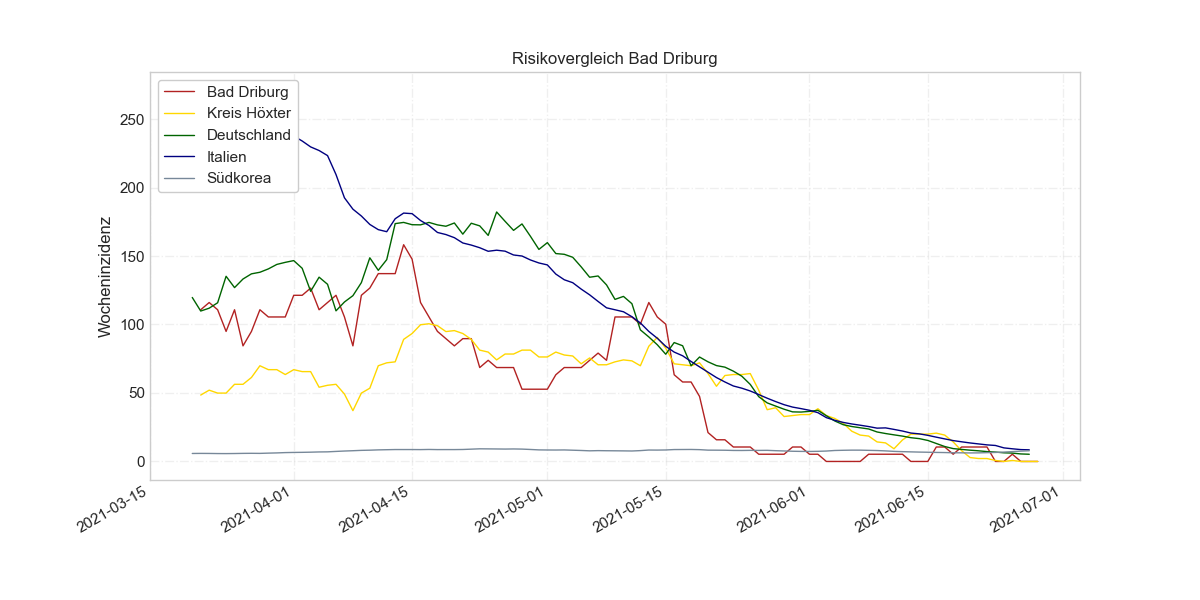 Risikovergleich Bad Driburg
Bad Driburg
Kreis Höxter
Deutschland
Italien
Südkorea
Wocheninzidenz
250
200
150
100
50
0
2021-03-15
2021-04-01
2021-04-15
2021-05-01
2021-05-15
2021-06-01
2021-06-15
2021-07-01